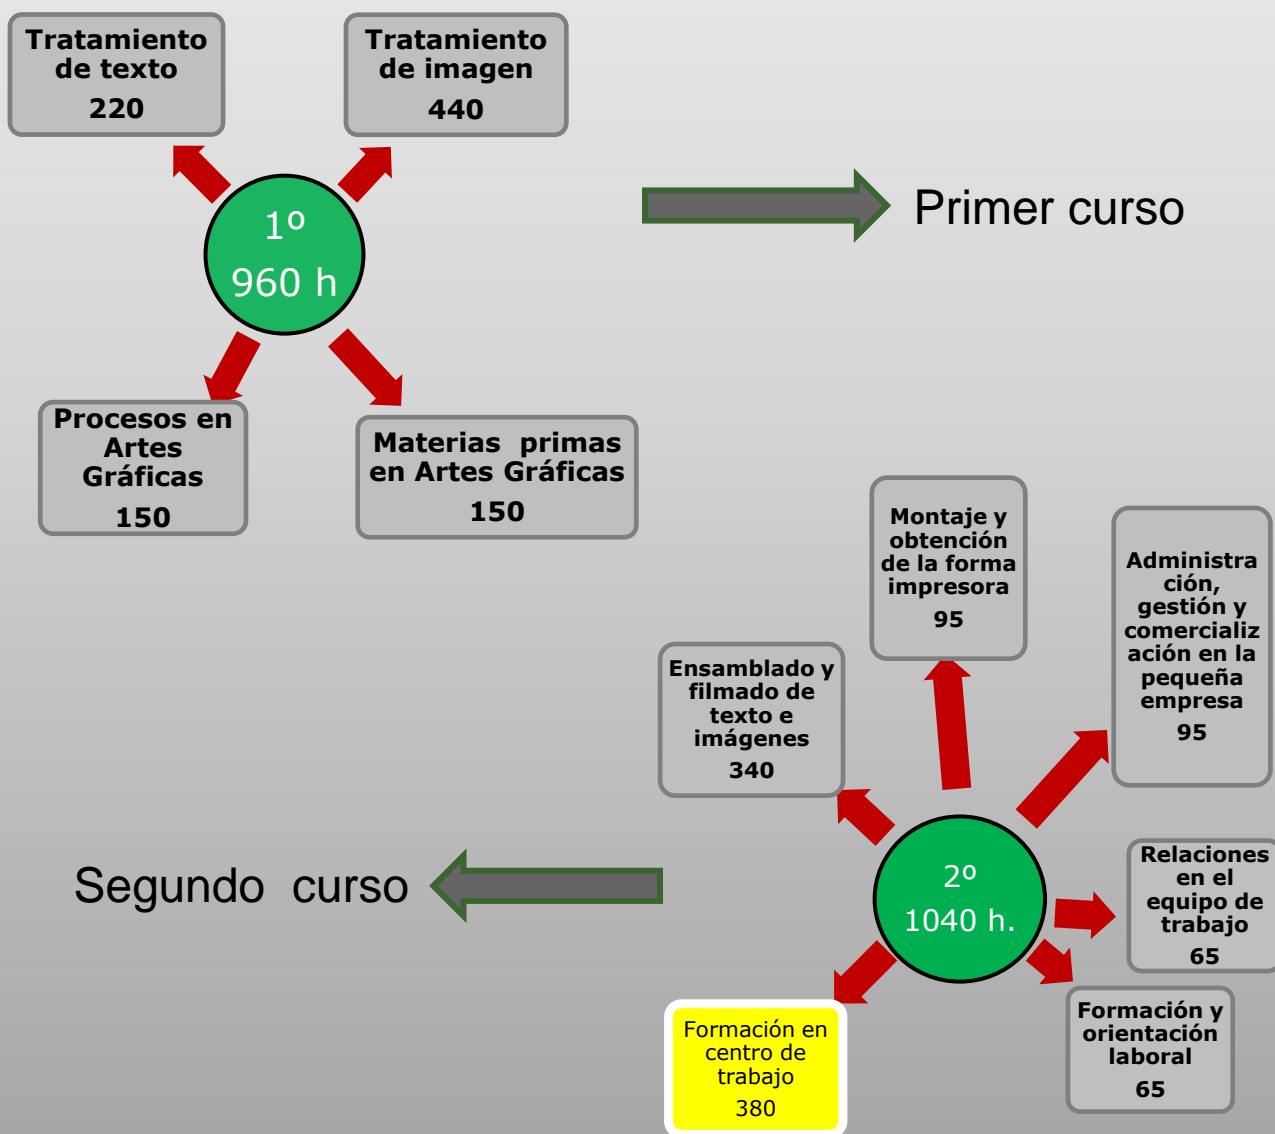 Tratamiento
de texto
220
Tratamiento
de imagen
440
1º
960 h
Primer curso
Procesos en
Artes
Gráficas
150
Materias primas
en Artes Gráficas
150
Montaje y
obtención
de la forma
impresora
95
Administra
ción,
gestión y
comercializ
ación en la
pequeña
empresa
95
Ensamblado y
filmado de
texto e
imágenes
340
Segundo curso
2º
1040 h.
Relaciones
en el
equipo de
trabajo
65
Formación y
orientación
laboral
65
Formación en
centro de
trabajo
380